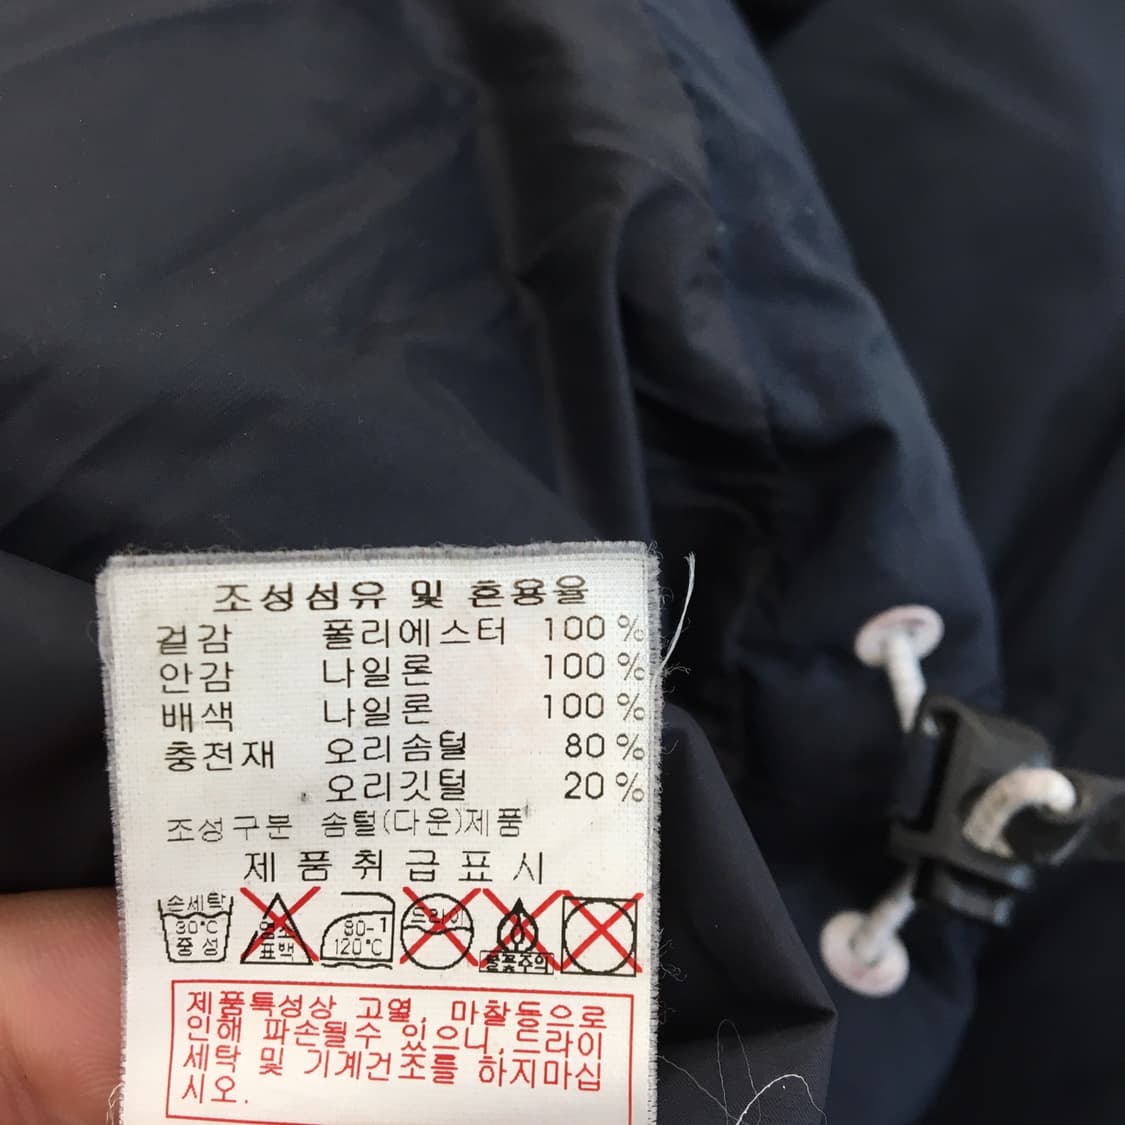 조성섬유 및 혼용율
겉감 폴리에스터 100 %
안감 나일론 100 %
배색 나일론 100 %
충전재 오리솜털 80 %
오리깃털 20 %
조성구분 솜털(다운)제품
제 품 취 급 표 시
손세탁 30°C 중성
염소 표백
80-120°C
드라이
불꽃주의
제품특성상 고열, 마찰등으로
인해 파손될수 있으니, 드라이
세탁 및 기계건조를 하지마십
시오.